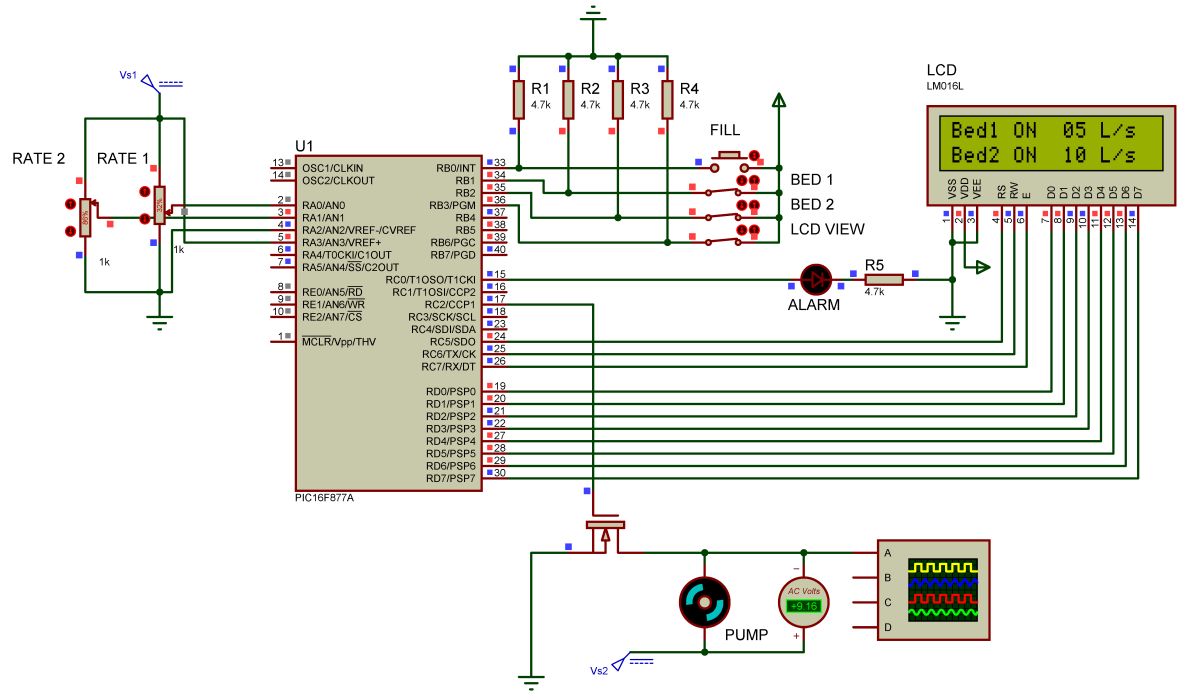 Vs1
RATE 2
RATE 1
1k
1k
32%
U1
13 OSC1/CLKIN
14 OSC2/CLKOUT
2 RA0/AN0
3 RA1/AN1
4 RA2/AN2/VREF-/CVREF
5 RA3/AN3/VREF+
6 RA4/T0CKI/C1OUT
7 RA5/AN4/SS/C2OUT
8 RE0/AN5/RD
9 RE1/AN6/WR
10 RE2/AN7/CS
1 MCLR/Vpp/THV
RB0/INT 33
RB1 34
RB2 35
RB3/PGM 36
RB4 37
RB5 38
RB6/PGC 39
RB7/PGD 40
RC0/T1OSO/T1CKI 15
RC1/T1OSI/CCP2 16
RC2/CCP1 17
RC3/SCK/SCL 18
RC4/SDI/SDA 23
RC5/SDO 24
RC6/TX/CK 25
RC7/RX/DT 26
RD0/PSP0 19
RD1/PSP1 20
RD2/PSP2 21
RD3/PSP3 22
RD4/PSP4 27
RD5/PSP5 28
RD6/PSP6 29
RD7/PSP7 30
PIC16F877A
R1
4.7k
R2
4.7k
R3
4.7k
R4
4.7k
FILL
BED 1
BED 2
LCD VIEW
ALARM
R5
4.7k
LCD
LM016L
Bed1 ON 05 L/s
Bed2 ON 10 L/s
VSS VDD VEE RS RW E D0 D1 D2 D3 D4 D5 D6 D7
1 2 3 4 5 6 7 8 9 10 11 12 13 14
PUMP
Vs2
AC Volts
+9.16
A
B
C
D